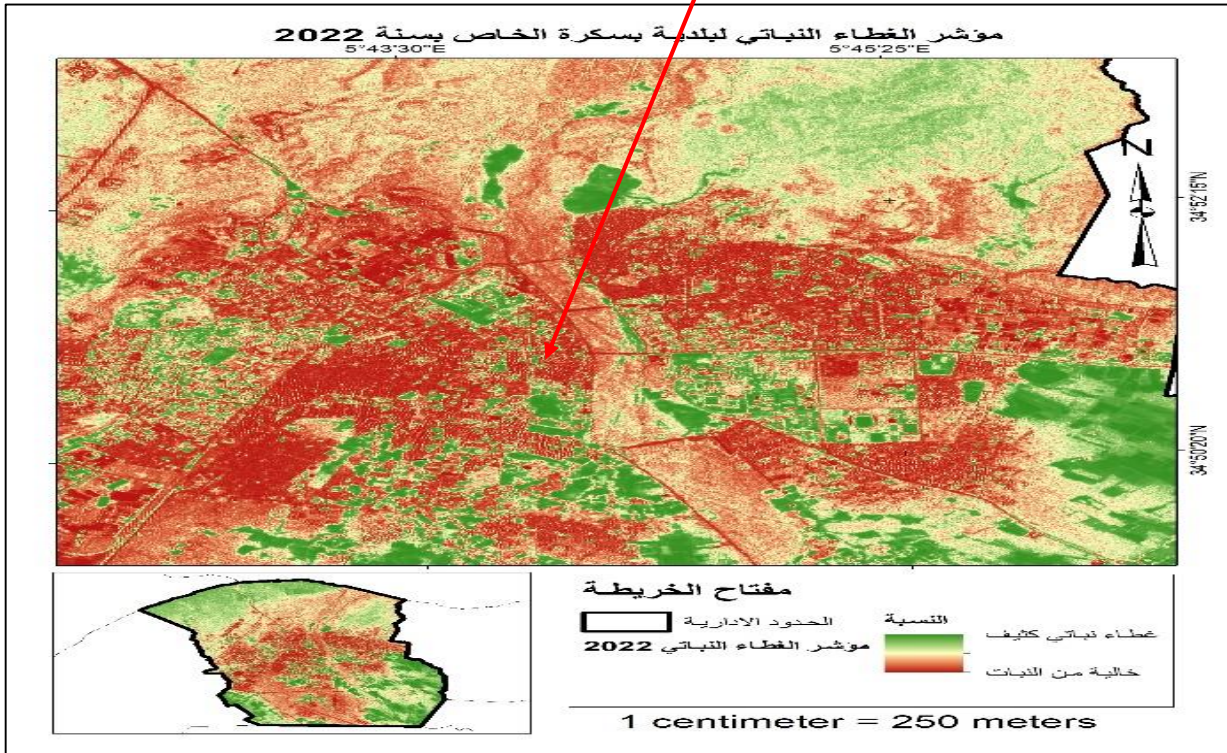 مؤشر الغطاء النباتي لبلدية بسكرة الخاص بسنة 2022
5°43'30"E
5°45'25"E
34°52'15"N
N
34°50'20"N
مفتاح الخريطة
الحدود الادارية
مؤشر الغطاء النباتي 2022
النسبة
غطاء نباتي كثيف
خالية من النبات
1 centimeter = 250 meters